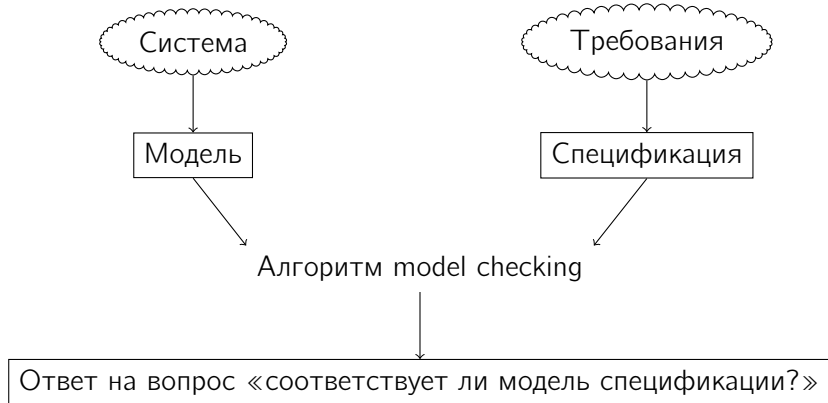 Система
Требования
Модель
Спецификация
Алгоритм model checking
Ответ на вопрос «соответствует ли модель спецификации?»